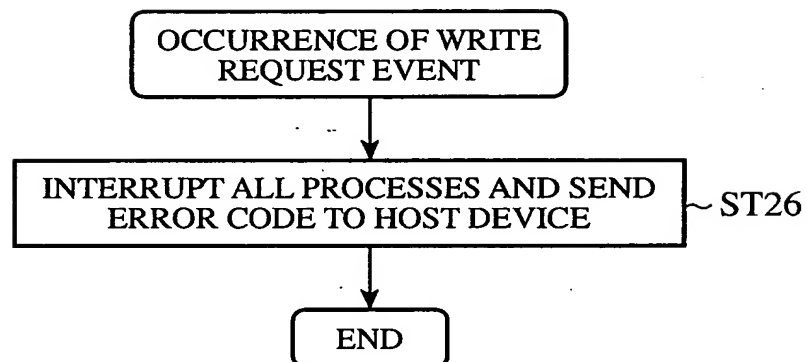 OCCURRENCE OF WRITE
REQUEST EVENT
INTERRUPT ALL PROCESSES AND SEND
ERROR CODE TO HOST DEVICE
ST26
END